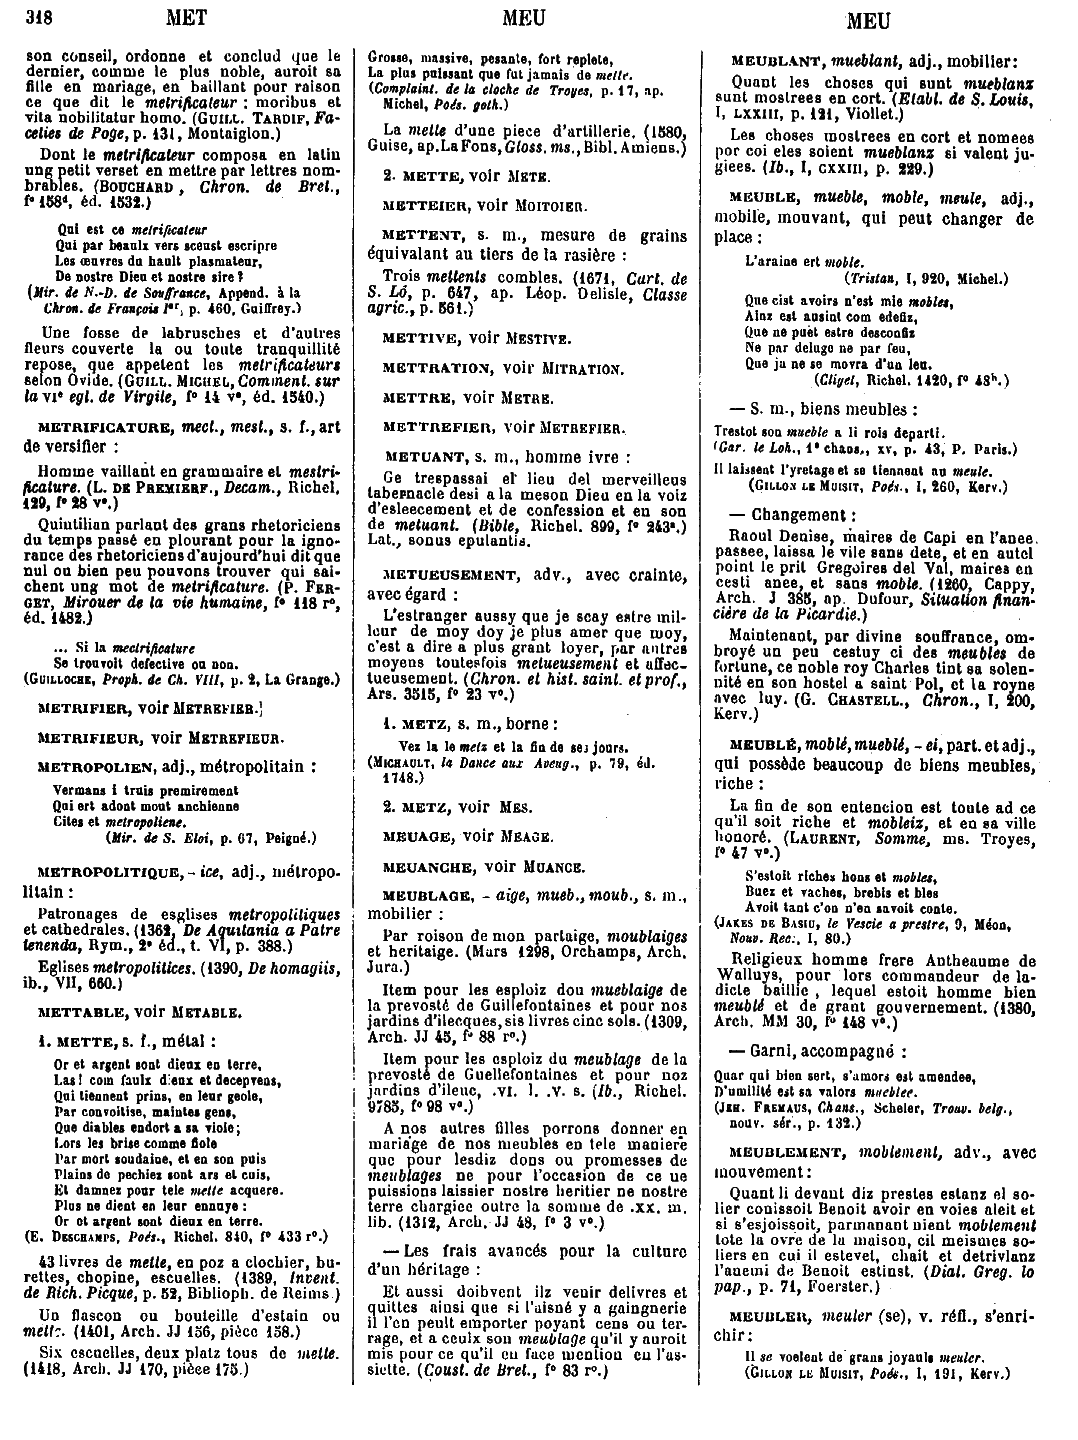 318 MET MEU MEU
son conseil, ordonne et conclud que le
dernier, comme le plus noble, auroit sa
fille en mariage, en baillant pour raison
ce que dit le metrificateur : moribus et
vita nobilitatur homo. (GUILL. TARDIF, Fa-
celies de Poge, p. 131, Montaiglon.)
Dont le metrificateur composa en latin
ung petit verset en mettre par lettres nom-
brables. (BOUCHARD, Chron. de Bret.,
f° 158ᵈ, éd. 1532.)
Qui est ce metrificateur
Qui par beaulx vers sceust escripre
Les œuvres du hault plasmateur,
De nostre Dieu et nostre sire ?
(Mir. de N.-D. de Souffrance, Append. à la
Chron. de François Iᵉʳ, p. 460, Guiffrey.)
Une fosse de labrusches et d'autres
fleurs couverte la ou toute tranquillité
repose, que appelent les metrificateurs
selon Ovide. (GUILL. MICHEL, Comment. sur
la VIᵉ egl. de Virgile, f° 14 v°, éd. 1540.)
METRIFICATURE, mect., mest., s. f., art
de versifier :
Homme vaillant en grammaire et mestri-
ficature. (L. DE PREMIERF., Decam., Richel.
129, f° 28 v°.)
Quintilian parlant des grans rhetoriciens
du temps passé en plourant pour la igno-
rance des rhetoriciens d'aujourd'hui dit que
nul ou bien peu pouvons trouver qui sai-
chent ung mot de metrificature. (P. FER-
GET, Mirouer de la vie humaine, f° 118 r°,
éd. 1482.)
... Si la mectrificature
Se trouvoit defective ou non.
(GUILLOCHE, Proph. de Ch. VIII, p. 2, La Grange.)
METRIFIER, voir METREFIER.
METRIFIEUR, voir METREFIEUR.
METROPOLIEN, adj., métropolitain :
Vermans i truis premirement
Qui ert adont mout anchienne
Cites et metropoliene.
(Mir. de S. Eloi, p. 67, Peigné.)
METROPOLITIQUE, - ice, adj., métropo-
litain :
Patronages de esglises metropolitiques
et cathedrales. (1362, De Aquitania a Patre
tenenda, Rym., 2ᵉ éd., t. VI, p. 388.)
Eglises metropolitices. (1390, De homagiis,
ib., VII, 660.)
METTABLE, voir METABLE.
1. METTE, s. f., métal :
Or et argent sont dieux en terre,
Las ! com faulx dieux et decepvens,
Qui tiennent prins, en leur geole,
Par convoitise, maintes gens,
Que diables endort a sa viole ;
Lors les brise comme fiole
Par mort soudaine, et en son puis
Plains de pechiez sont ars et cuis,
Et damnez pour tele mette acquere.
Plus ne dient en leur ennuye :
Or et argent sont dieux en terre.
(E. DESCHAMPS, Poés., Richel. 840, f° 433 r°.)
43 livres de mette, en poz a clochier, bu-
rettes, chopine, escuelles. (1389, Invent.
de Rich. Picque, p. 52, Biblioph. de Reims.)
Un flascon ou bouteille d'estain ou
mette. (1401, Arch. JJ 156, pièce 158.)
Six escuelles, deux platz tous de mette.
(1418, Arch. JJ 170, pièce 175.)
Grosse, massive, pesante, fort replete,
La plus puissant que fut jamais de mette.
(Complaint. de la cloche de Troyes, p. 17, ap.
Michel, Poés. goth.)
La mette d'une piece d'artillerie. (1580,
Guise, ap. La Fons, Gloss. ms., Bibl. Amiens.)
2. METTE, voir METE.
METTEIER, voir MOITOIER.
METTENT, s. m., mesure de grains
équivalant au tiers de la rasière :
Trois mettents combles. (1671, Cart. de
S. Lô, p. 647, ap. Léop. Delisle, Classe
agric., p. 561.)
METTIVE, voir MESTIVE.
METTRATION, voir MITRATION.
METTRE, voir METRE.
METTREFIER, voir METREFIER.
METUANT, s. m., homme ivre :
Ge trespassai el lieu del merveilleus
tabernacle desi a la meson Dieu en la voiz
d'esleecement et de confession et en son
de metuant. (Bible, Richel. 899, f° 243ᵃ.)
Lat., sonus epulantis.
METUEUSEMENT, adv., avec crainte,
avec égard :
L'estranger aussy que je scay estre mil-
leur de moy doy je plus amer que moy,
c'est a dire a plus grant loyer, par autres
moyens toutesfois metueusement et affec-
tueusement. (Chron. et hist. saint. et prof.,
Ars. 3515, f° 23 v°.)
1. METZ, s. m., borne :
Vez la le metz et la fin de sej jours.
(MICHAULT, la Dance aux Aveug., p. 79, éd.
1748.)
2. METZ, voir MES.
MEUAGE, voir MEAGE.
MEUANCHE, voir MUANCE.
MEUBLAGE, - aige, mueb., moub., s. m.,
mobilier :
Par roison de mon partaige, moublaiges
et heritaige. (Mars 1298, Orchamps, Arch.
Jura.)
Item pour les esploiz dou mueblaige de
la prevosté de Guillefontaines et pour nos
jardins d'ilecques, sis livres cinc sols. (1309,
Arch. JJ 45, f° 88 r°.)
Item pour les esploiz du meublage de la
prevosté de Guellefontaines et pour noz
jardins d'ileuc, .VI. l. .V. s. (Ib., Richel.
9785, f° 98 v°.)
A nos autres filles porrons donner en
mariage de nos meubles en tele maniere
que pour lesdiz dons ou promesses de
meublages ne pour l'occasion de ce ue
puissions laissier nostre heritier ne nostre
terre chargiee outre la somme de .XX. m.
lib. (1312, Arch. JJ 48, f° 3 v°.)
— Les frais avancés pour la culture
d'un héritage :
Et aussi doibvent ilz venir delivres et
quittes ainsi que si l'aisné y a gaingnerie
il l'en peult emporter poyant cens ou ter-
rage, et a ceulx son meublage qu'il y auroit
mis pour ce qu'il en face mention en l'as-
siette. (Coust. de Bret., f° 83 r°.)
MEUBLANT, mueblant, adj., mobilier :
Quant les choses qui sunt mueblanz
sunt mostrees en cort. (Etabl. de S. Louis,
I, LXXIII, p. 121, Viollet.)
Les choses mostrees en cort et nomees
por coi eles soient mueblanz si valent ju-
giees. (Ib., I, CXXIII, p. 229.)
MEUBLE, mueble, moble, meule, adj.,
mobile, mouvant, qui peut changer de
place :
L'araine ert moble.
(Tristan, I, 920, Michel.)
Que cist avoirs n'est mie mobles,
Ainz est ausint com edefiz,
Que ne puet estre desconfiz
Ne par deluge ne par feu,
Que ja ne se movra d'un leu.
(Cliget, Richel. 1420, f° 48ᵇ.)
— S. m., biens meubles :
Trestot son mueble a li rois departi.
(Gar. le Loh., 1ᵉ chans., XV, p. 43, P. Paris.)
Il laissent l'yretage et se tiennent au meule.
(GILLON LE MUISIT, Poés., I, 260, Kerv.)
— Changement :
Raoul Denise, maires de Capi en l'anee
passee, laissa le vile sans dete, et en autel
point le prit Gregoires del Val, maires en
cesti anee, et sans moble. (1260, Cappy,
Arch. J 385, ap. Dufour, Situation finan-
cière de la Picardie.)
Maintenant, par divine souffrance, om-
broyé un peu cestuy ci des meubles de
fortune, ce noble roy Charles tint sa solen-
nité en son hostel a saint Pol, et la royne
avec luy. (G. CHASTELL., Chron., I, 200,
Kerv.)
MEUBLÉ, moblé, mueblé, - ei, part. et adj.,
qui possède beaucoup de biens meubles,
riche :
La fin de son entencion est toute ad ce
qu'il soit riche et mobleiz, et en sa ville
honoré. (LAURENT, Somme, ms. Troyes,
f° 47 v°.)
S'estoit riches hons et mobles,
Buez et vaches, brebis et bles
Avoit tant c'on n'en savoit conte.
(JAKES DE BASIU, le Vescie a prestre, 9, Méon,
Nouv. Rec., I, 80.)
Religieux homme frere Antheaume de
Walluys, pour lors commandeur de la-
dicte baillie, lequel estoit homme bien
meublé et de grant gouvernement. (1380,
Arch. MM 30, f° 148 v°.)
— Garni, accompagné :
Quar qui bien sert, s'amors est amendee,
D'umilité est sa valors mueblee.
(JEH. FREMAUS, Chans., Scheler, Trouv. belg.,
nouv. sér., p. 132.)
MEUBLEMENT, moblement, adv., avec
mouvement :
Quant li devant diz prestes estanz el so-
lier conissoit Benoit avoir en voies aleit et
si s'esjoissoit, parmanant nient moblement
tote la ovre de la maison, cil meismes so-
liers en cui il estevet, chait et detrivlanz
l'anemi de Benoit estinst. (Dial. Greg. lo
pap., p. 71, Foerster.)
MEUBLER, meuler (se), v. réfl., s'enri-
chir :
Il se voelent de grans joyauls meuler.
(GILLON LE MUISIT, Poés., I, 191, Kerv.)